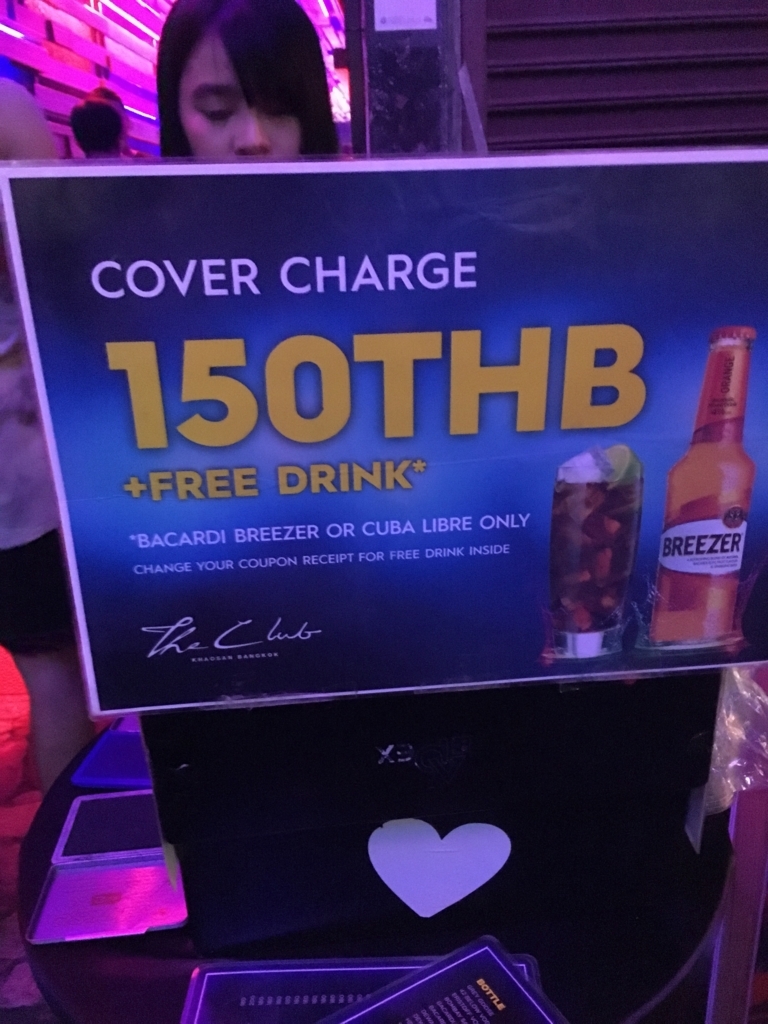 COVER CHARGE
150THB
+FREE DRINK*
*BACARDI BREEZER OR CUBA LIBRE ONLY
CHANGE YOUR COUPON RECEIPT FOR FREE DRINK INSIDE
The Club
KHAOSAN BANGKOK
ORANGE
BREEZER
BOTTLE